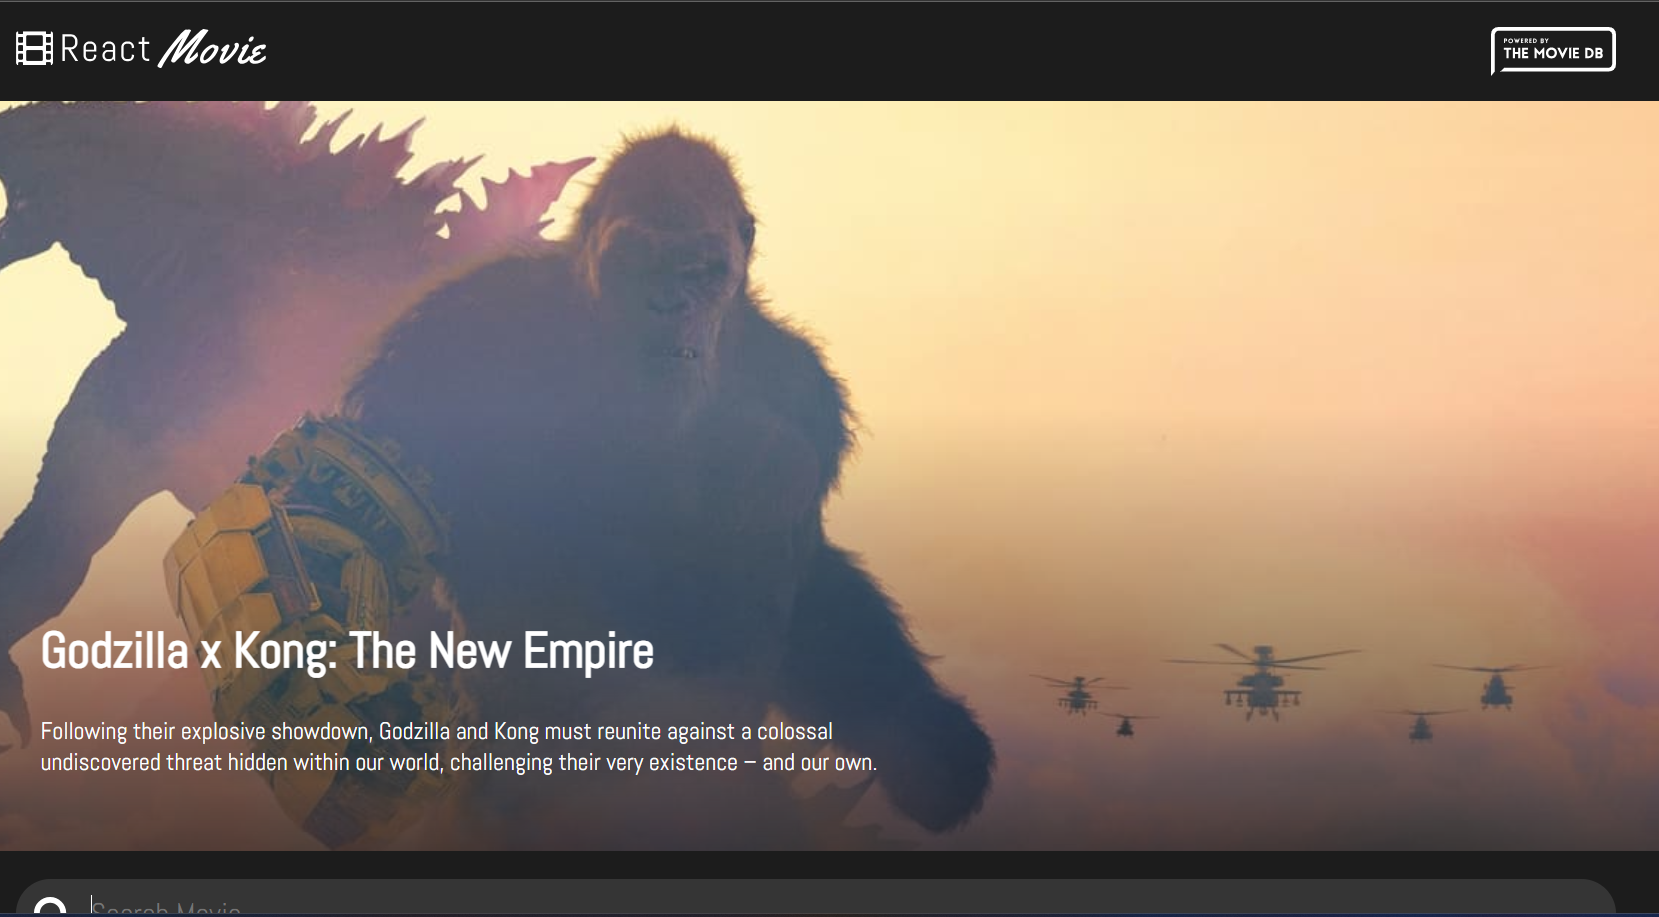 React Movie
POWERED BY
THE MOVIE DB
Godzilla x Kong: The New Empire
Following their explosive showdown, Godzilla and Kong must reunite against a colossal
undiscovered threat hidden within our world, challenging their very existence – and our own.
Search Movie